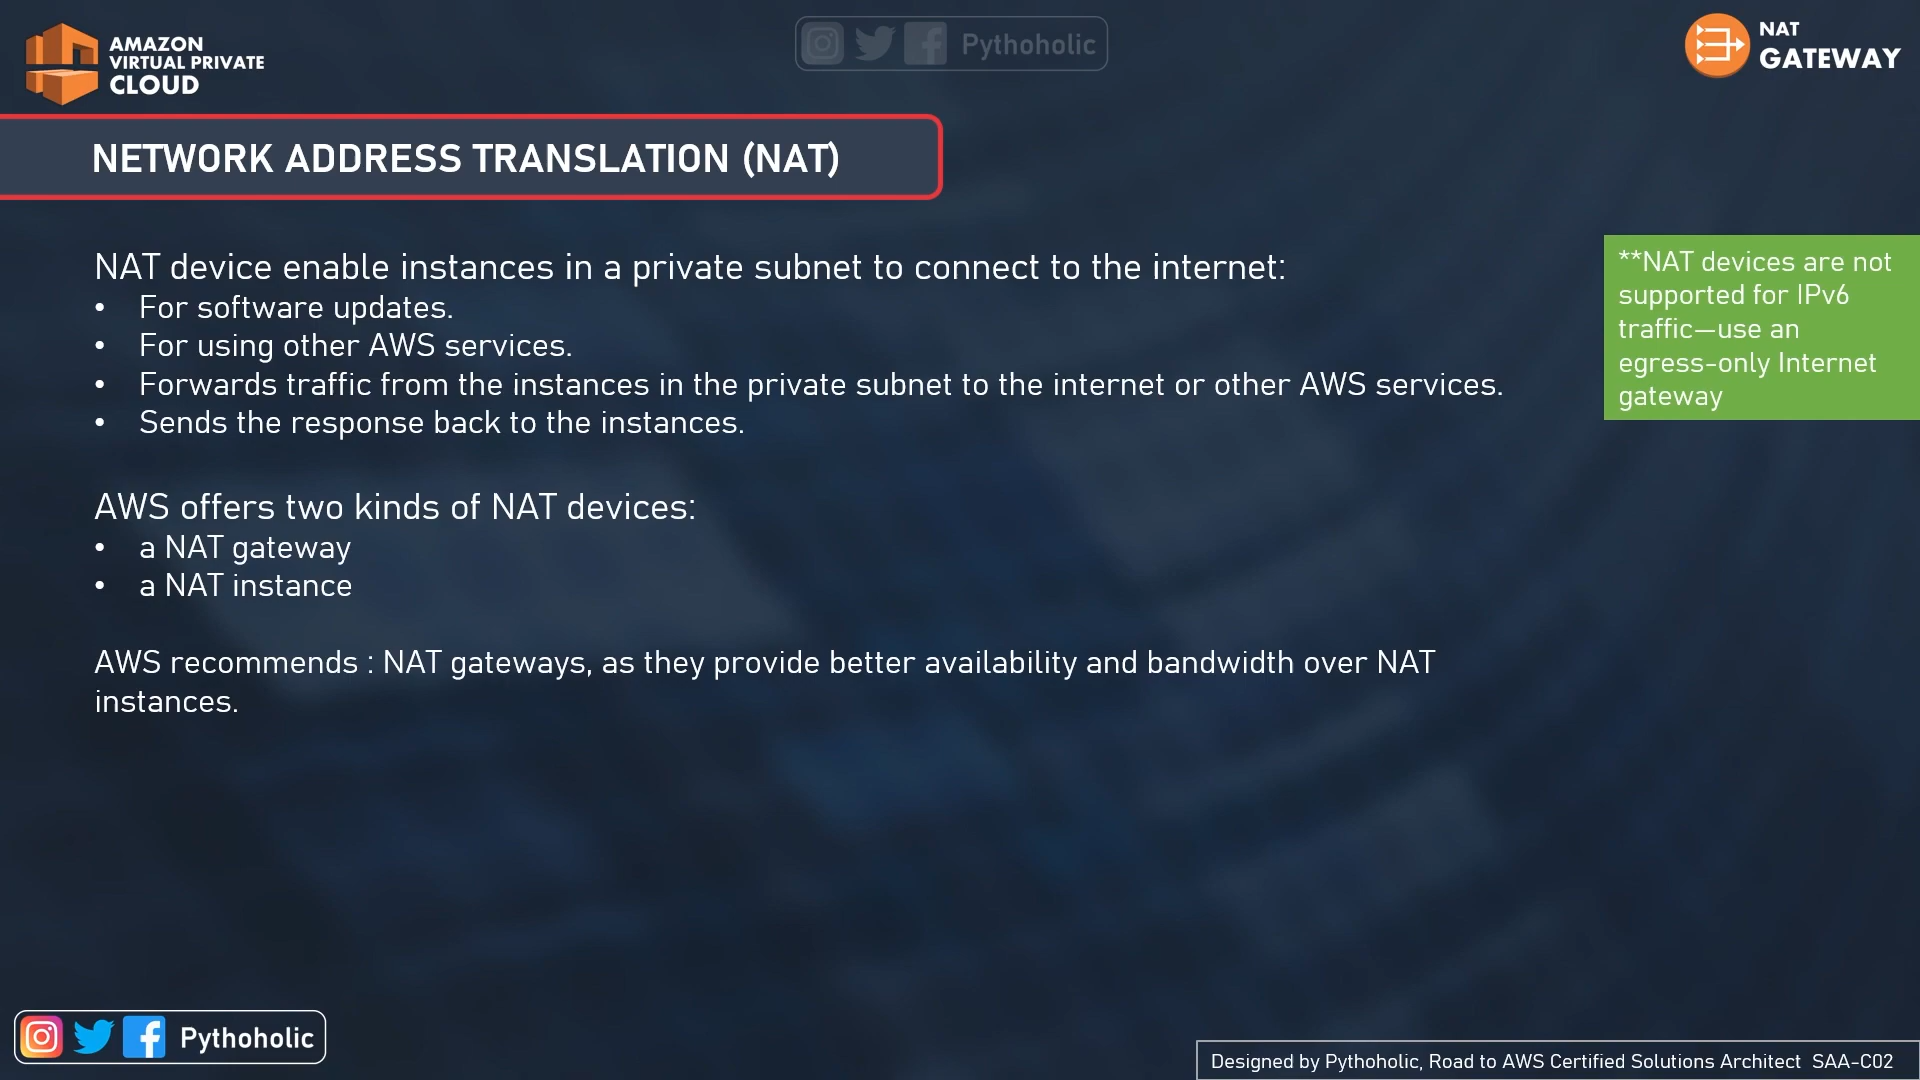 AMAZON
VIRTUAL PRIVATE
CLOUD
Pythoholic
NAT
GATEWAY
NETWORK ADDRESS TRANSLATION (NAT)
NAT device enable instances in a private subnet to connect to the internet:
• For software updates.
• For using other AWS services.
• Forwards traffic from the instances in the private subnet to the internet or other AWS services.
• Sends the response back to the instances.
**NAT devices are not
supported for IPv6
traffic—use an
egress-only Internet
gateway
AWS offers two kinds of NAT devices:
• a NAT gateway
• a NAT instance
AWS recommends : NAT gateways, as they provide better availability and bandwidth over NAT
instances.
Pythoholic
Designed by Pythoholic, Road to AWS Certified Solutions Architect SAA-C02